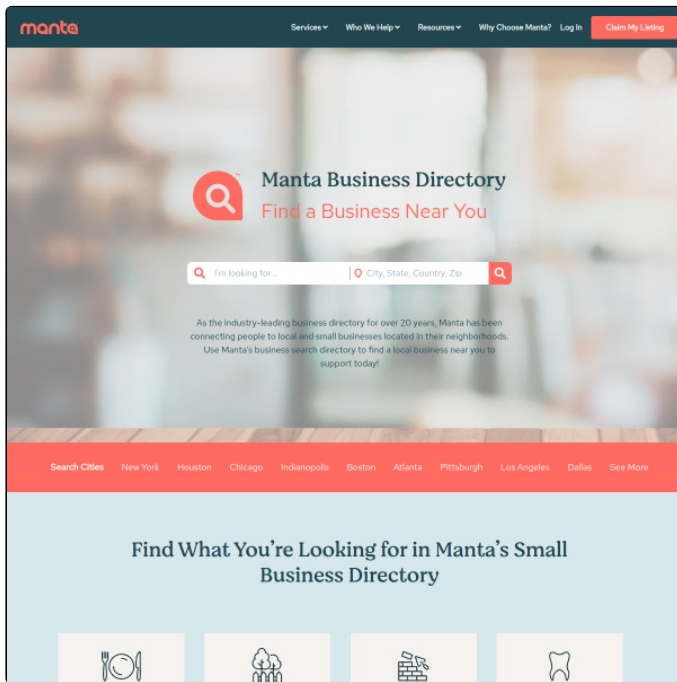 manta
Services Who We Help Resources Why Choose Manta? Log In Claim My Listing
Manta Business Directory
Find a Business Near You
I'm looking for... City, State, Country, Zip
As the industry-leading business directory for over 20 years, Manta has been
connecting people to local and small businesses located in their neighborhoods.
Use Manta's business search directory to find a local business near you to
support today!
Search Cities New York Houston Chicago Indianopolis Boston Atlanta Pittsburgh Los Angeles Dallas See More
Find What You're Looking for in Manta's Small
Business Directory